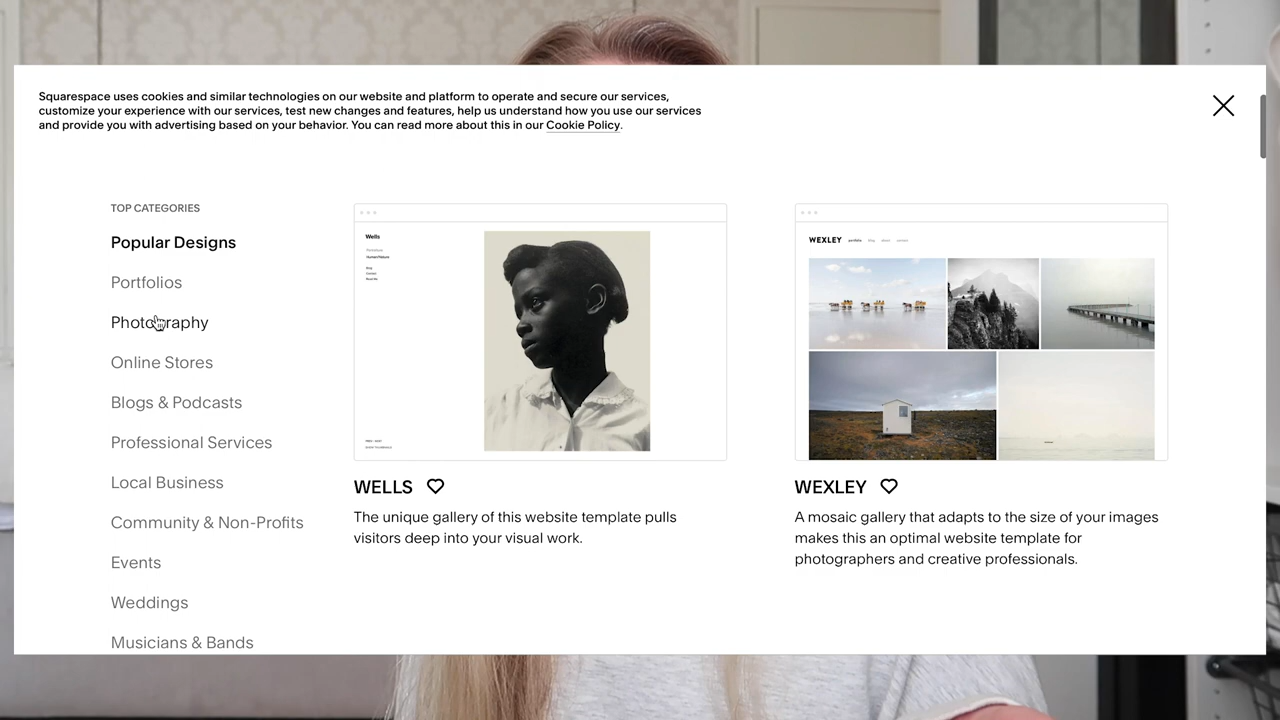 Squarespace uses cookies and similar technologies on our website and platform to operate and secure our services,
customize your experience with our services, test new changes and features, help us understand how you use our services
and provide you with advertising based on your behavior. You can read more about this in our Cookie Policy.
TOP CATEGORIES
Popular Designs
Portfolios
Photography
Online Stores
Blogs & Podcasts
Professional Services
Local Business
Community & Non-Profits
Events
Weddings
Musicians & Bands
Wells
Human/Nature
WELLS
The unique gallery of this website template pulls
visitors deep into your visual work.
WEXLEY portfolio blog about contact
WEXLEY
A mosaic gallery that adapts to the size of your images
makes this an optimal website template for
photographers and creative professionals.